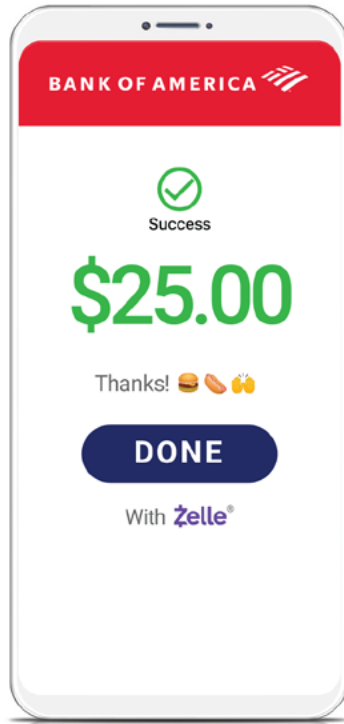 BANK OF AMERICA
Success
$25.00
Thanks! 🍔🌭🙌
DONE
With Zelle®